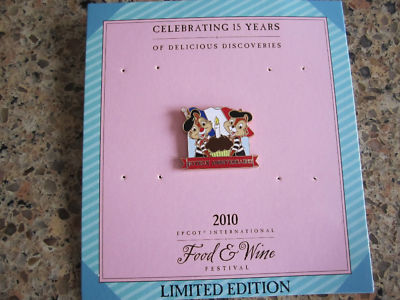 CELEBRATING 15 YEARS
OF DELICIOUS DISCOVERIES
2010
EPCOT® INTERNATIONAL
Food & Wine
FESTIVAL
LIMITED EDITION